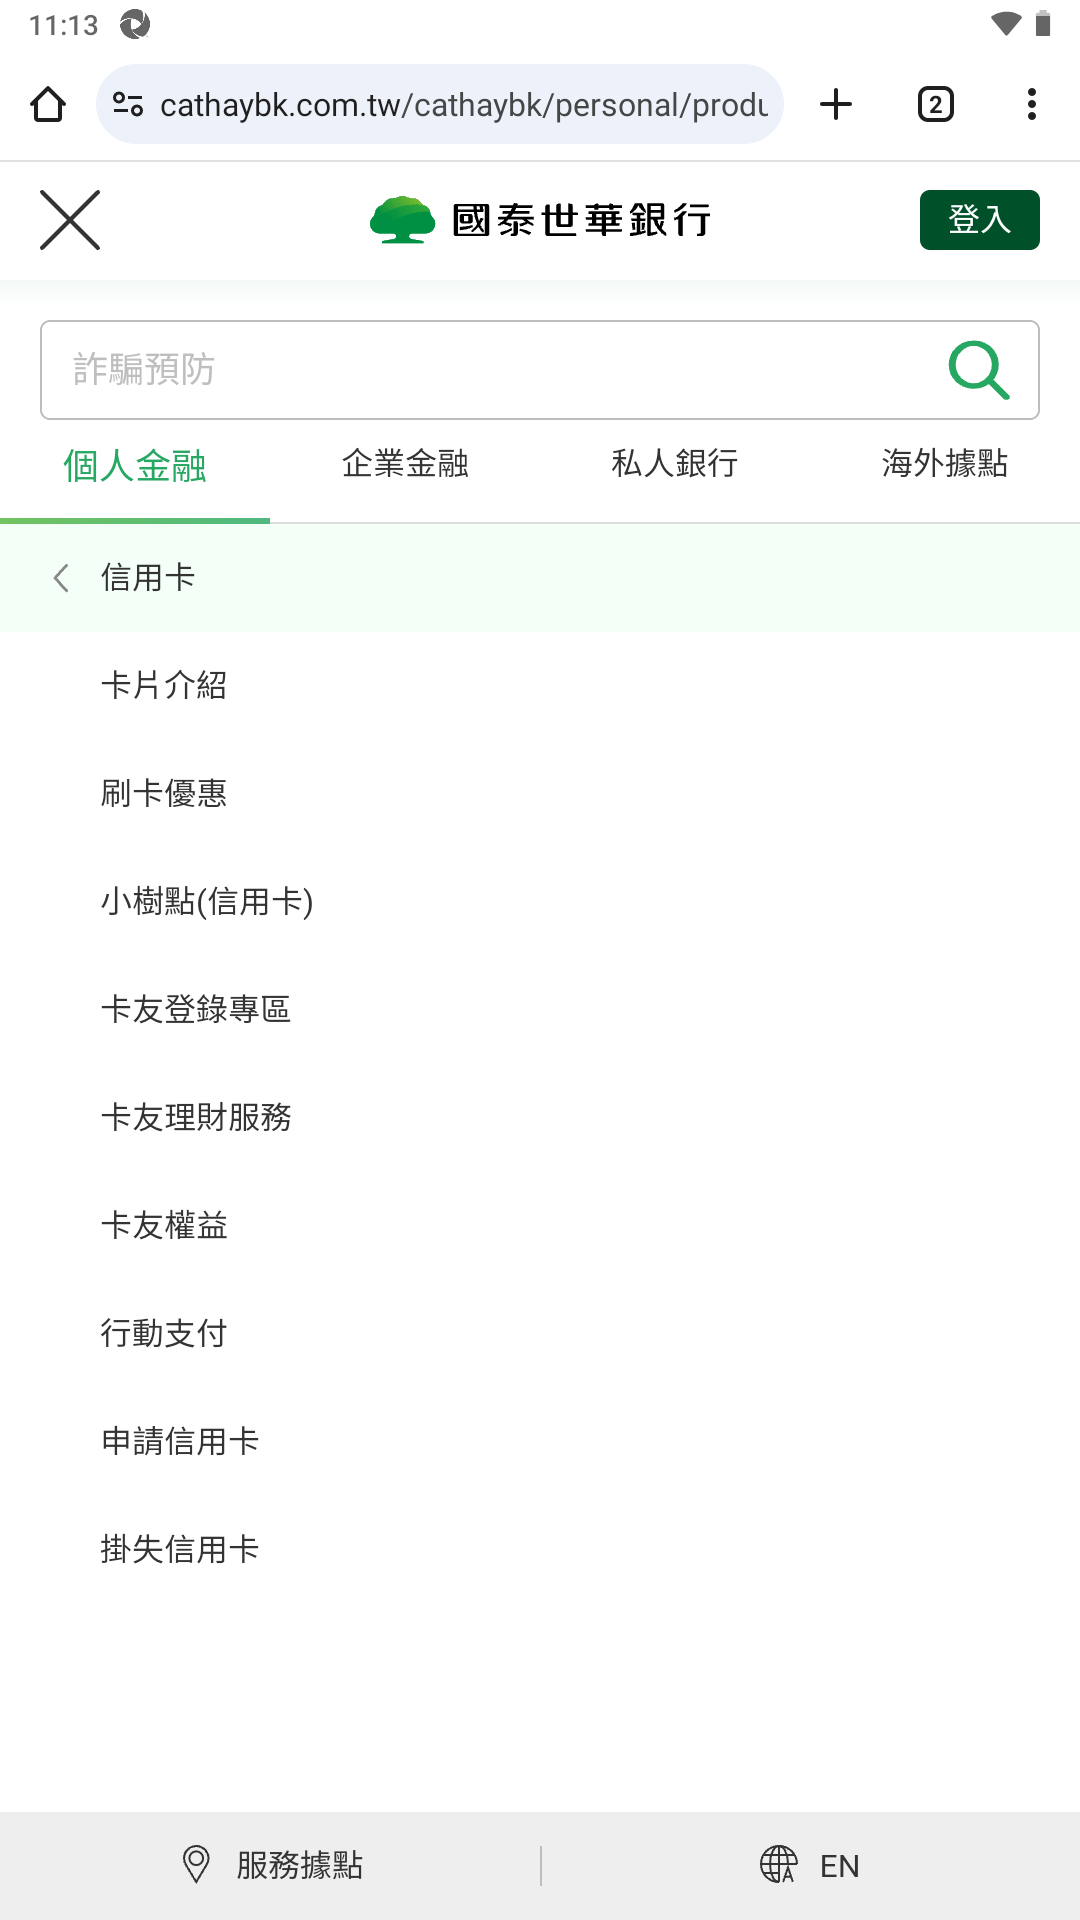 11:13
cathaybk.com.tw/cathaybk/personal/produ
2
國泰世華銀行
登入
詐騙預防
個人金融
企業金融
私人銀行
海外據點
信用卡
卡片介紹
刷卡優惠
小樹點(信用卡)
卡友登錄專區
卡友理財服務
卡友權益
行動支付
申請信用卡
掛失信用卡
服務據點
EN